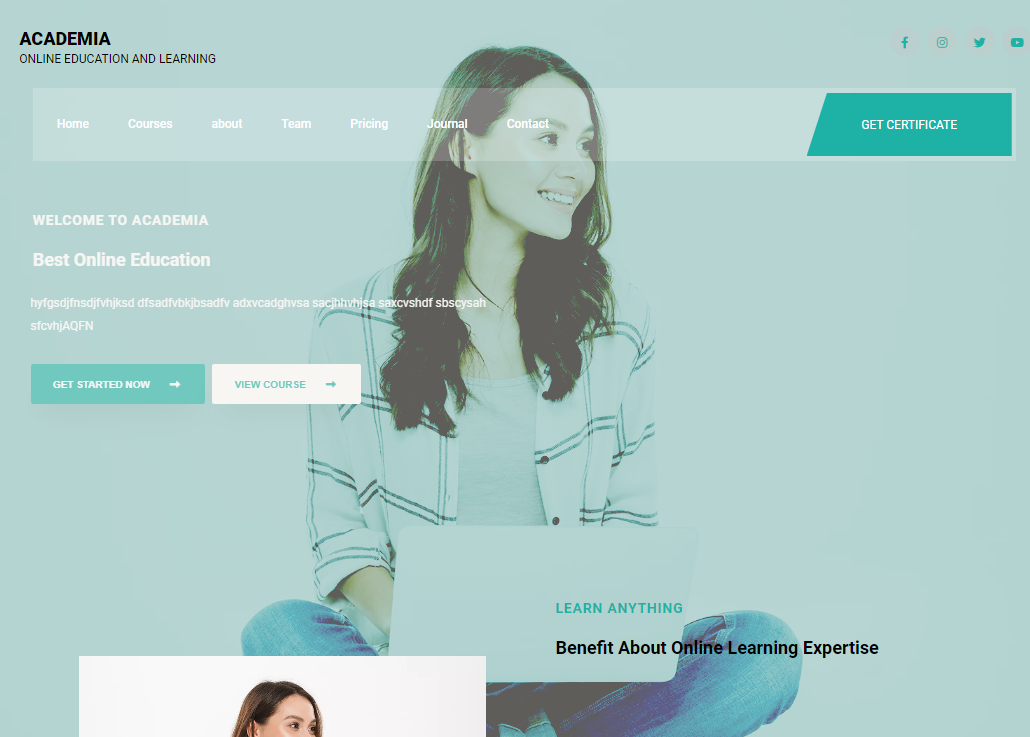 ACADEMIA
ONLINE EDUCATION AND LEARNING
Home Courses about Team Pricing Journal Contact GET CERTIFICATE
WELCOME TO ACADEMIA
Best Online Education
hyfgsdjfnsdjfvhjksd dfsadfvbkjbsadfv adxvcadghvsa sacjhhvhjsa saxcvshdf sbscysah
sfcvhjAQFN
GET STARTED NOW VIEW COURSE
LEARN ANYTHING
Benefit About Online Learning Expertise